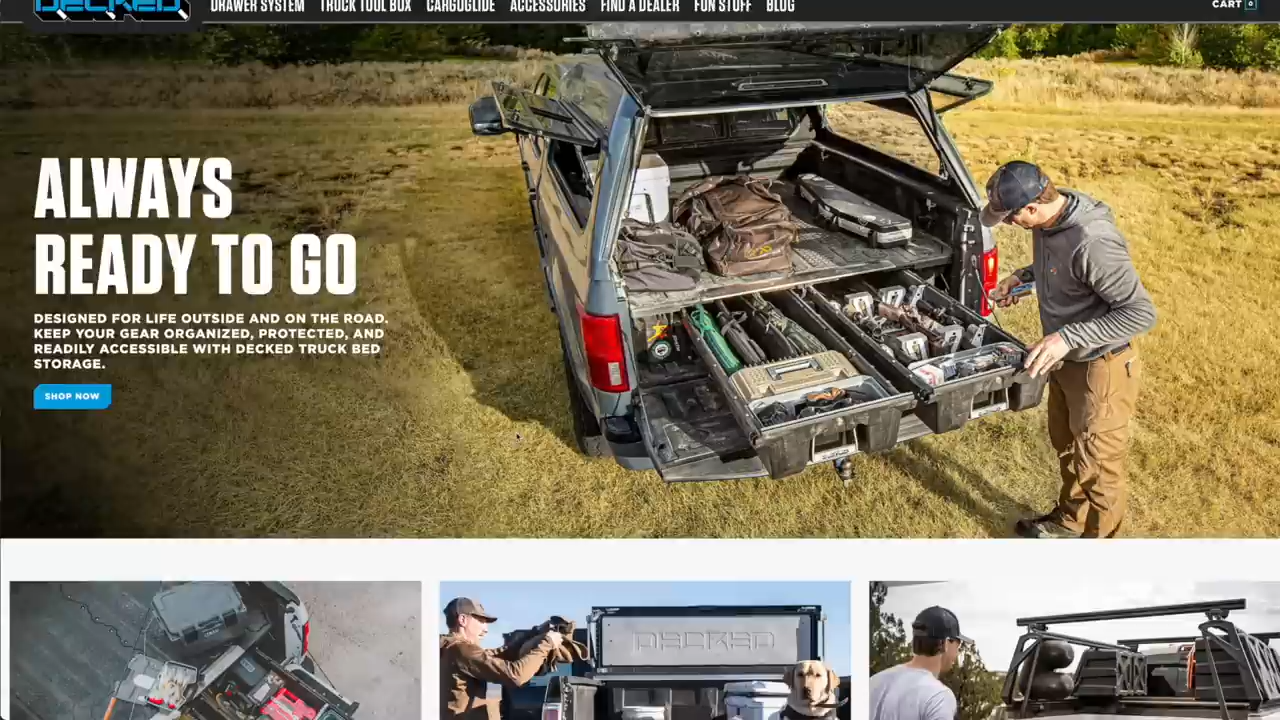 DECKED
DRAWER SYSTEM TRUCK TOOL BOX CARGOGLIDE ACCESSORIES FIND A DEALER FUN STUFF BLOG
CART 0
ALWAYS
READY TO GO
DESIGNED FOR LIFE OUTSIDE AND ON THE ROAD.
KEEP YOUR GEAR ORGANIZED, PROTECTED, AND
READILY ACCESSIBLE WITH DECKED TRUCK BED
STORAGE.
SHOP NOW
DECKED